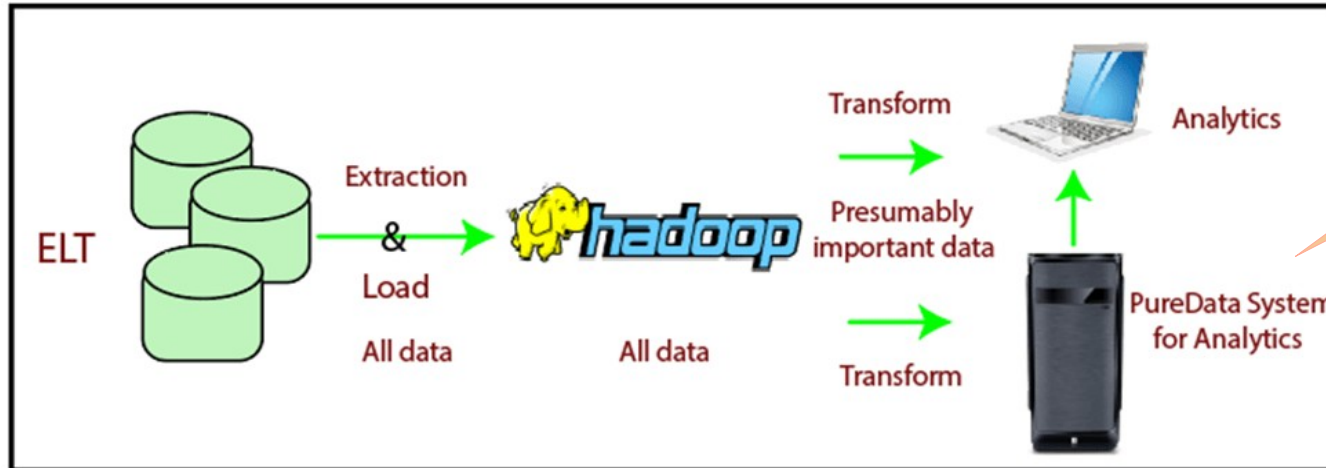 ELT
Extraction
&
Load
All data
hadoop
All data
Transform
Presumably
important data
Transform
Analytics
PureData System
for Analytics